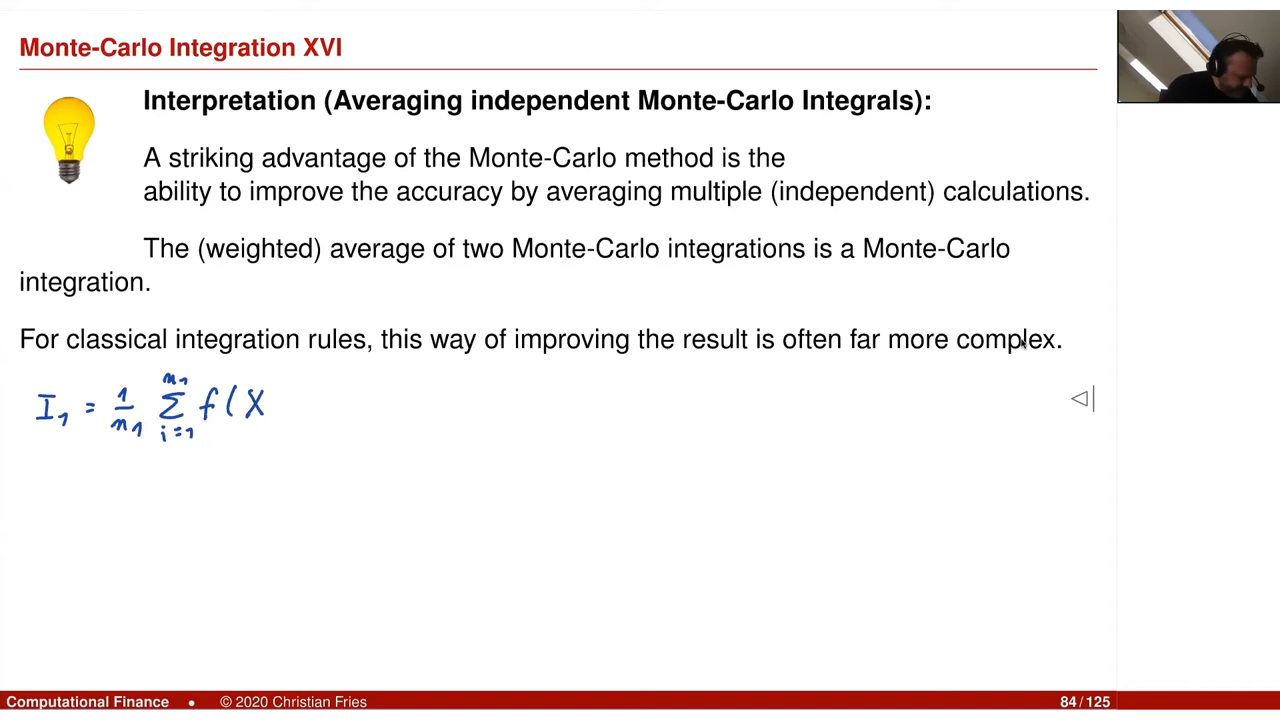 Monte-Carlo Integration XVI
Interpretation (Averaging independent Monte-Carlo Integrals):
A striking advantage of the Monte-Carlo method is the
ability to improve the accuracy by averaging multiple (independent) calculations.
The (weighted) average of two Monte-Carlo integrations is a Monte-Carlo
integration.
For classical integration rules, this way of improving the result is often far more complex.
I₁ = 1/n₁ ∑_{i=1}^{n₁} f(X
Computational Finance • © 2020 Christian Fries 84 / 125